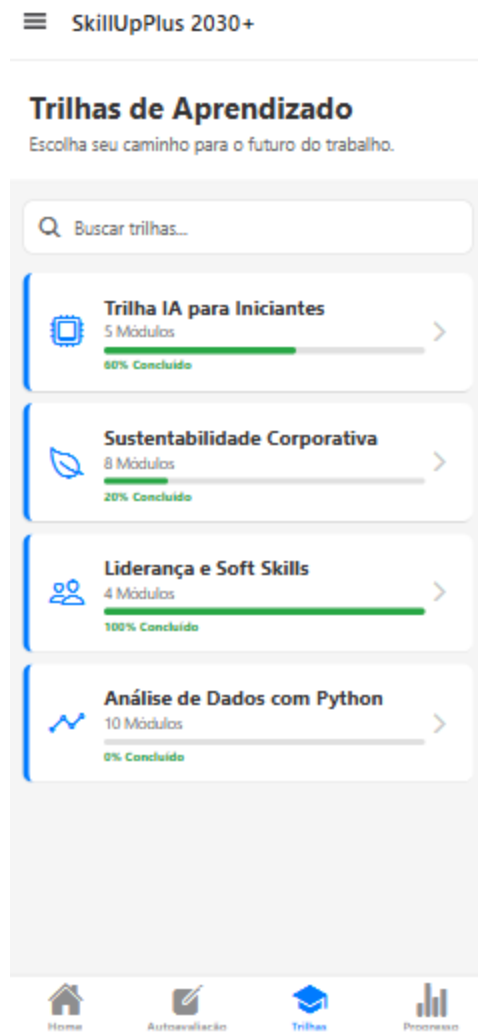 SkillUpPlus 2030+
Trilhas de Aprendizado
Escolha seu caminho para o futuro do trabalho.
Buscar trilhas...
Trilha IA para Iniciantes
5 Módulos
60% Concluído
Sustentabilidade Corporativa
8 Módulos
20% Concluído
Liderança e Soft Skills
4 Módulos
100% Concluído
Análise de Dados com Python
10 Módulos
0% Concluído
Home
Autoavaliação
Trilhas
Progresso